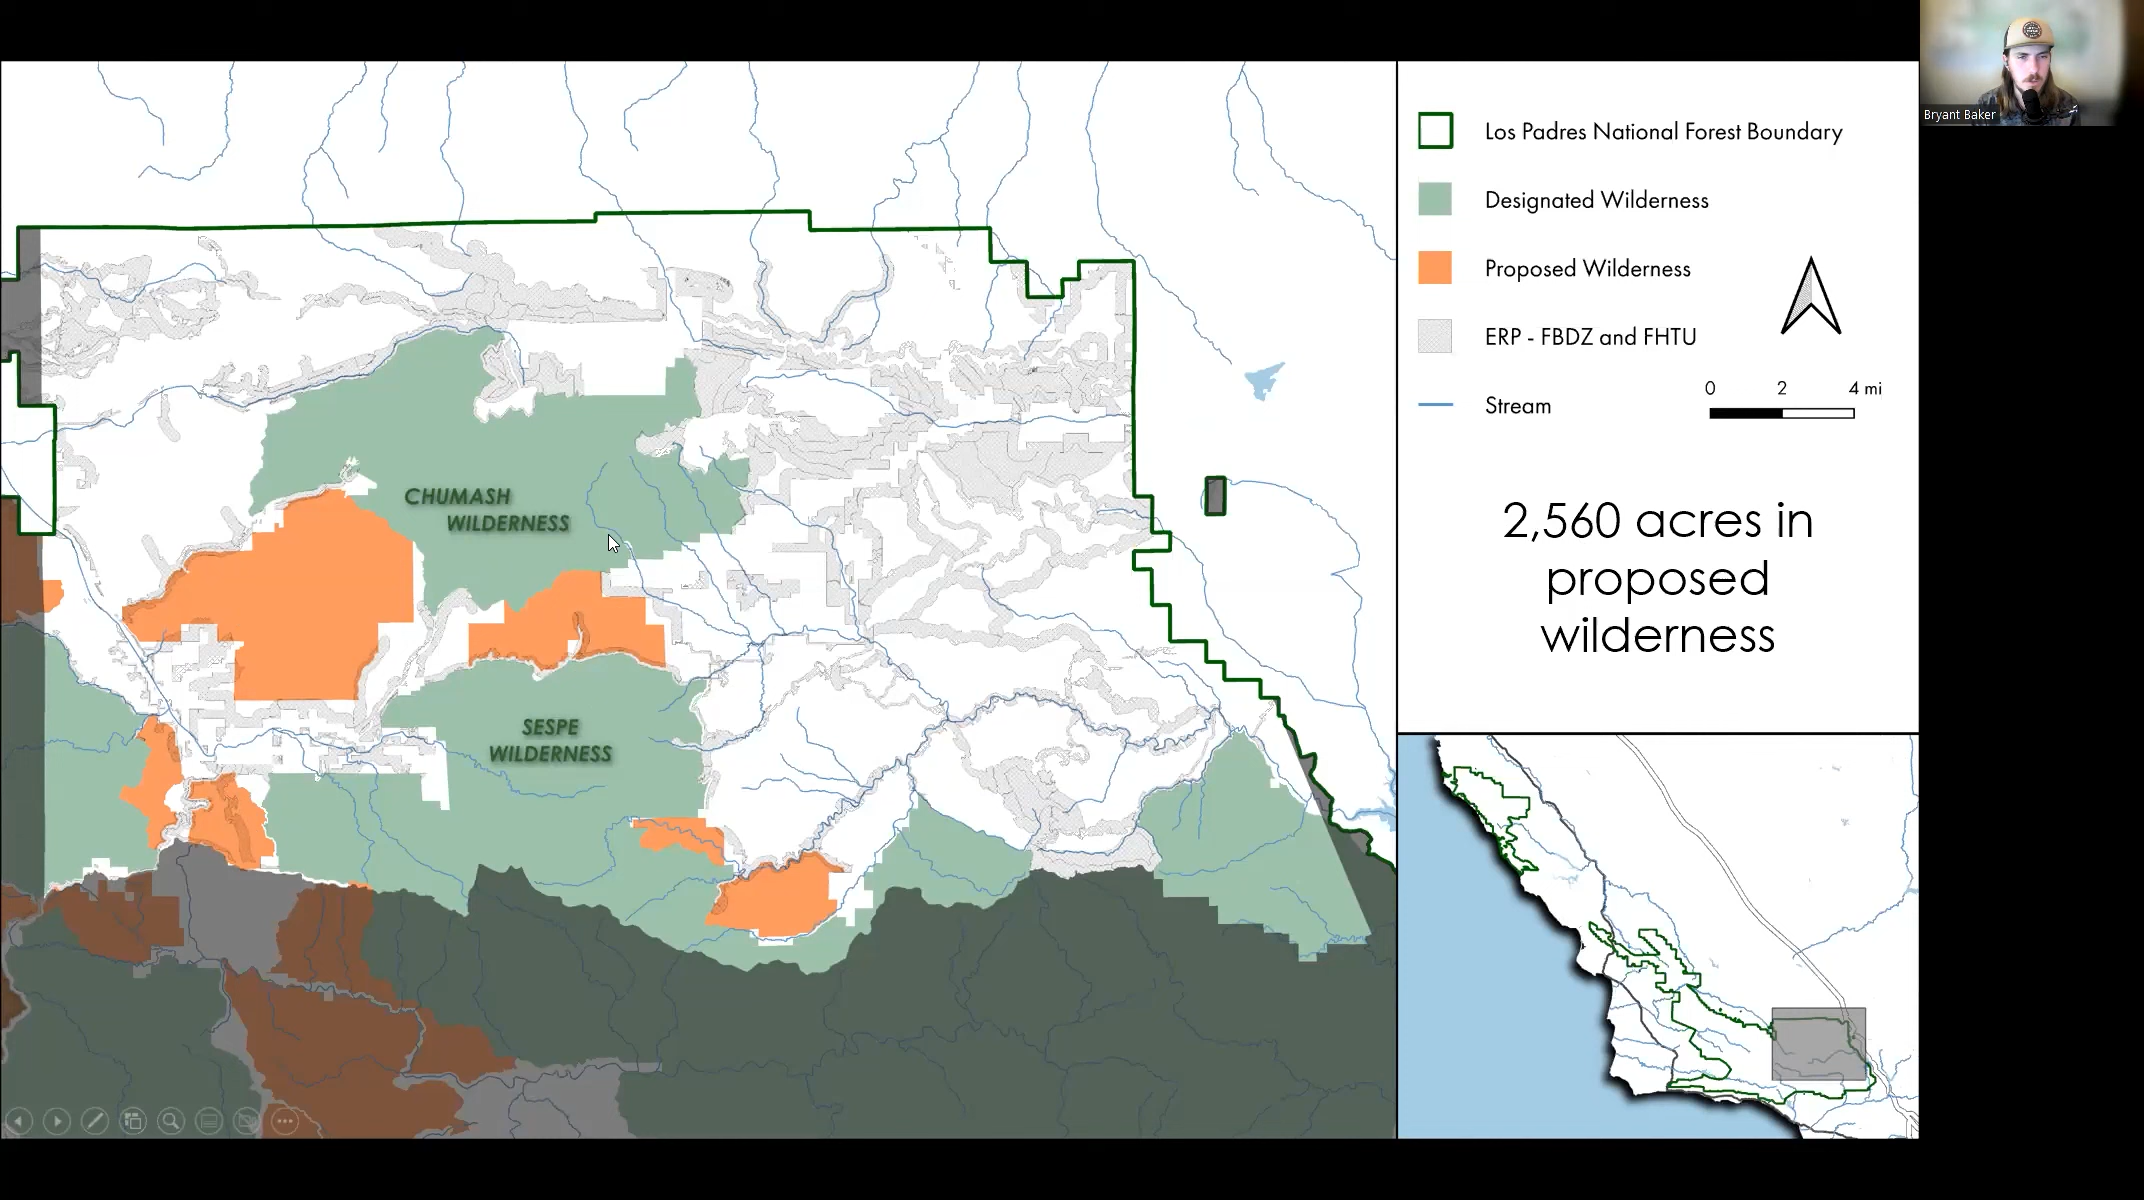 Bryant Baker
Los Padres National Forest Boundary
Designated Wilderness
Proposed Wilderness
ERP - FBDZ and FHTU
0 2 4 mi
Stream
CHUMASH
WILDERNESS
2,560 acres in
proposed
wilderness
SESPE
WILDERNESS